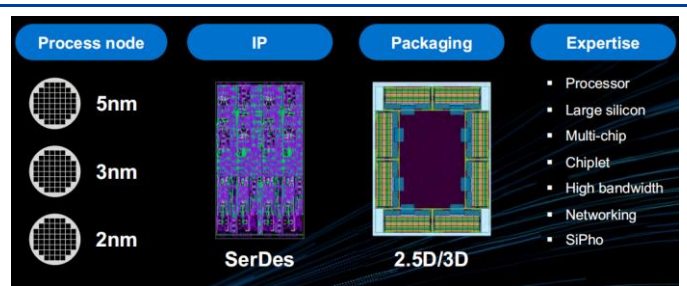 Process node
IP
Packaging
Expertise
5nm
3nm
2nm
SerDes
2.5D/3D
▪ Processor
▪ Large silicon
▪ Multi-chip
▪ Chiplet
▪ High bandwidth
▪ Networking
▪ SiPho